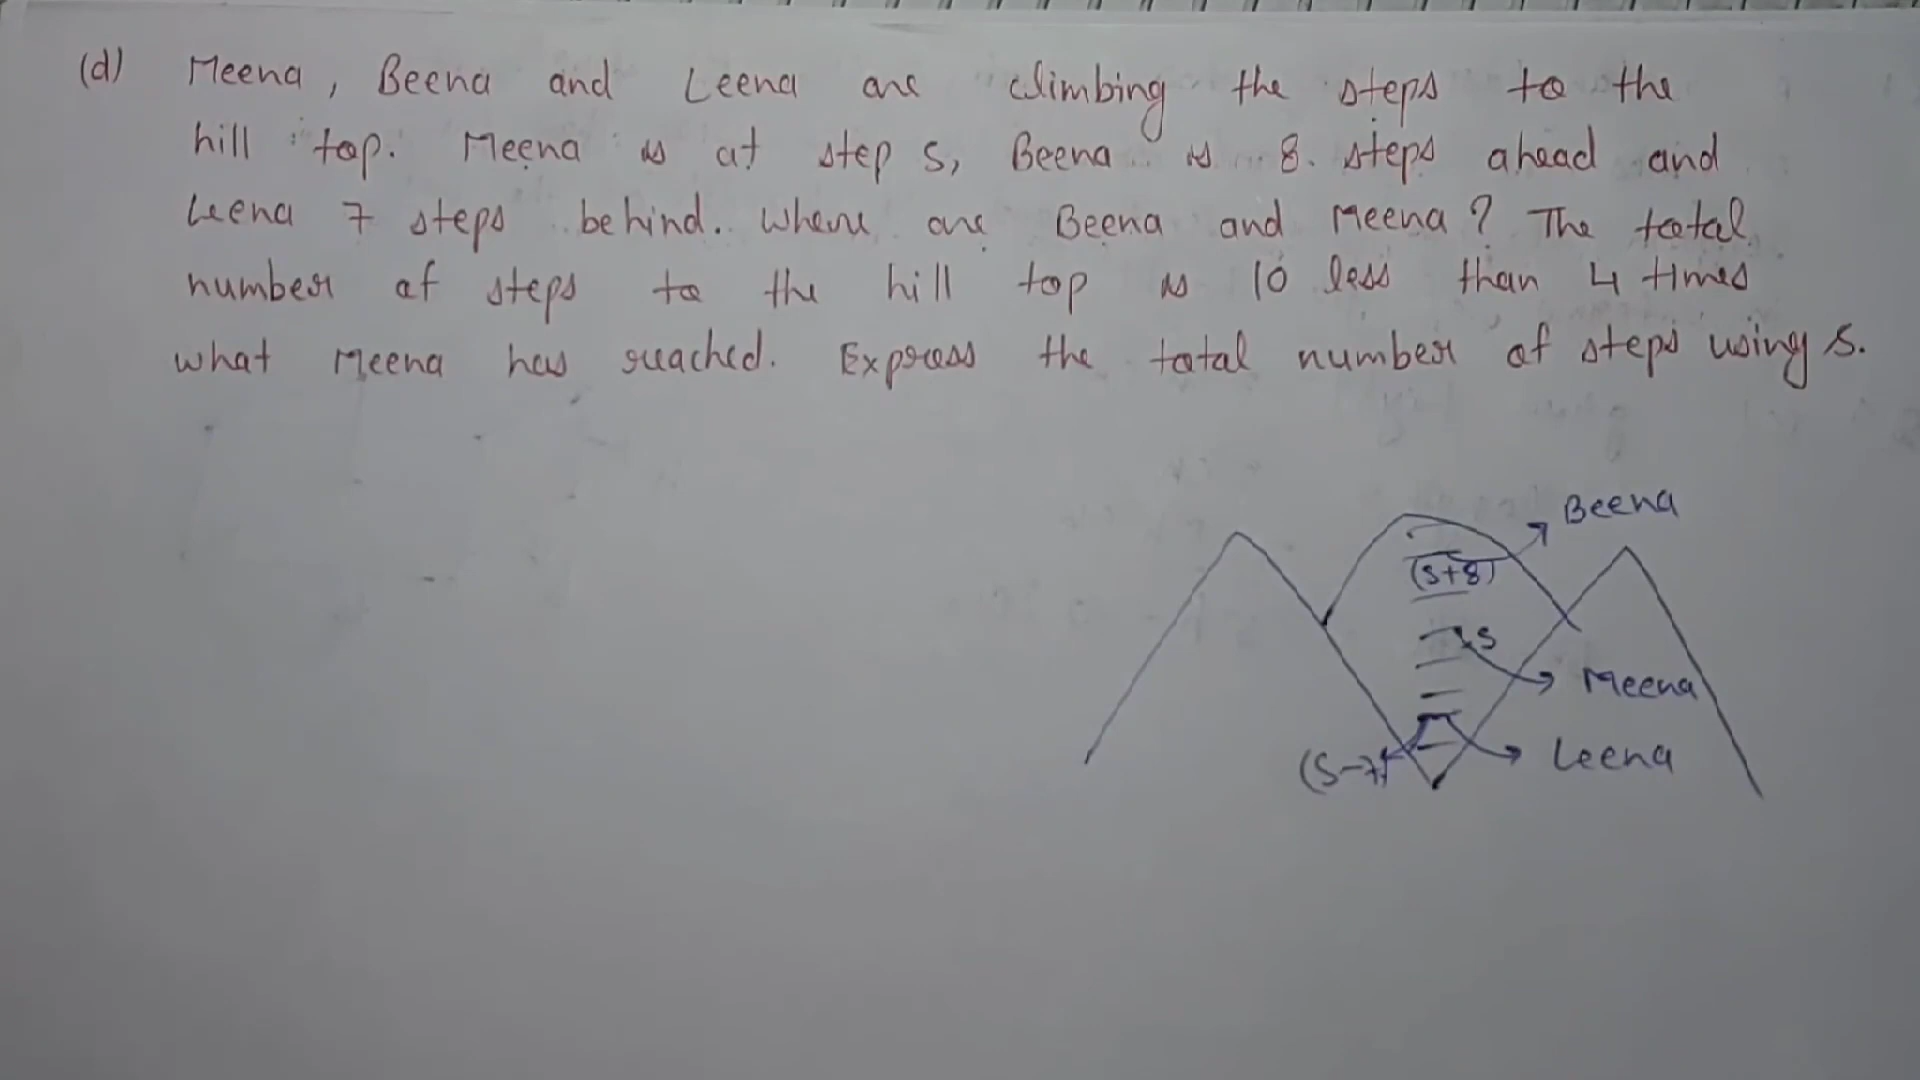 (d) Meena, Beena and Leena are climbing the steps to the
hill top. Meena is at step s, Beena is 8 steps ahead and
Leena 7 steps behind. Where are Beena and Meena? The total
number of steps to the hill top is 10 less than 4 times
what Meena has reached. Express the total number of steps using s.
Beena
(s+8)
s
Meena
(s-7)
Leena